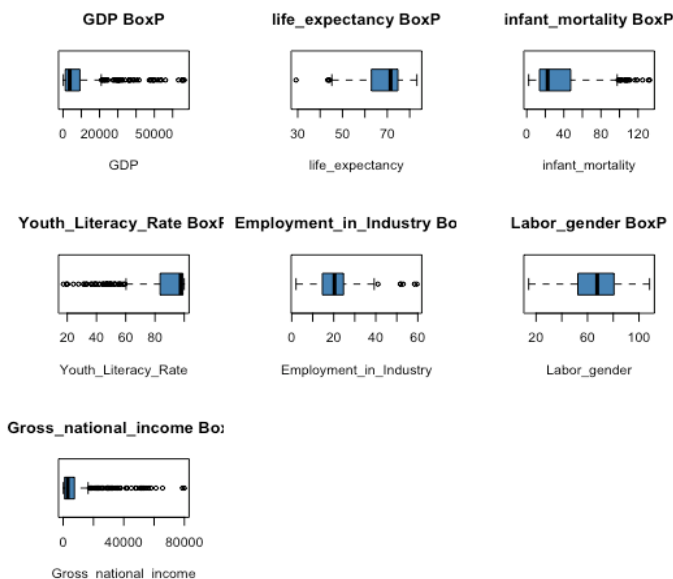 GDP BoxP
life_expectancy BoxP
infant_mortality BoxP
0 20000 50000
30 50 70
0 40 80 120
GDP
life_expectancy
infant_mortality
Youth_Literacy_Rate BoxP
Employment_in_Industry Bo
Labor_gender BoxP
20 40 60 80
0 20 40 60
20 60 100
Youth_Literacy_Rate
Employment_in_Industry
Labor_gender
Gross_national_income Box
0 40000 80000
Gross_national_income